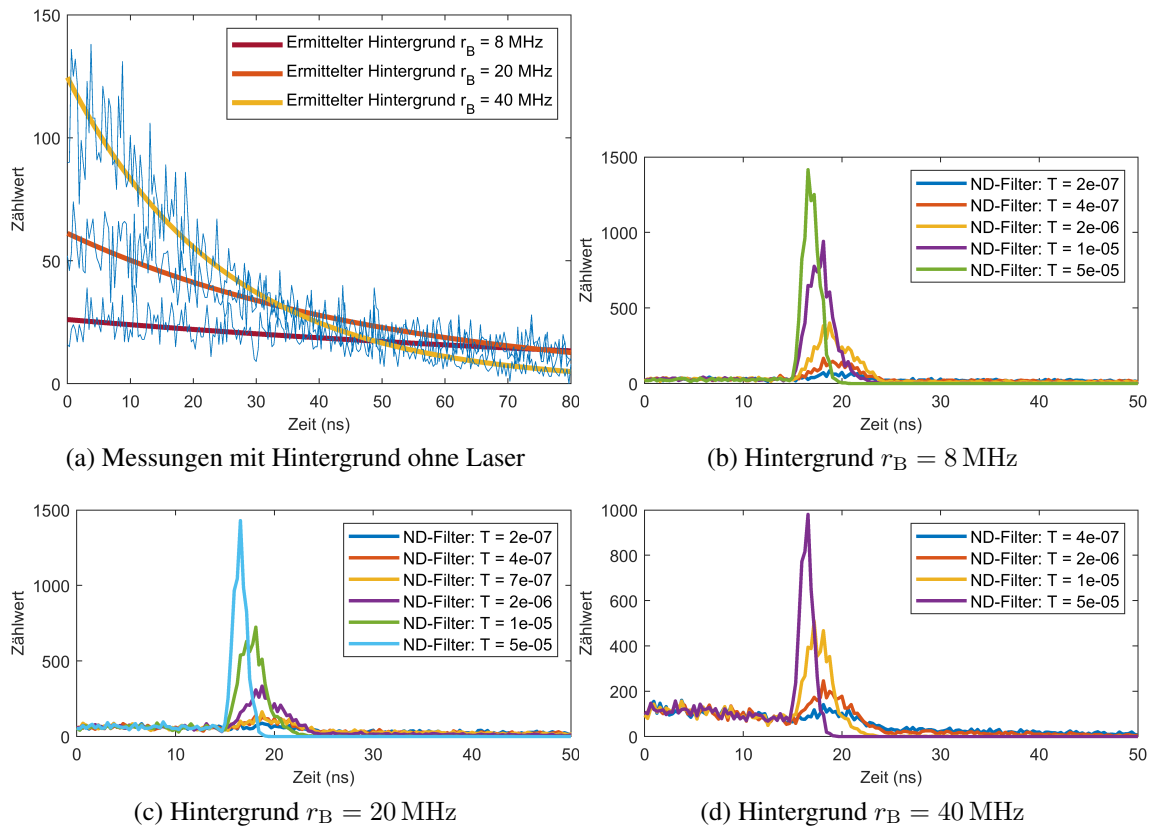 150
100
50
0
Zählwert
Ermittelter Hintergrund r_B = 8 MHz
Ermittelter Hintergrund r_B = 20 MHz
Ermittelter Hintergrund r_B = 40 MHz
0 10 20 30 40 50 60 70 80
Zeit (ns)
(a) Messungen mit Hintergrund ohne Laser
1500
1000
500
0
Zählwert
ND-Filter: T = 2e-07
ND-Filter: T = 4e-07
ND-Filter: T = 2e-06
ND-Filter: T = 1e-05
ND-Filter: T = 5e-05
0 10 20 30 40 50
Zeit (ns)
(b) Hintergrund r_B = 8 MHz
1500
1000
500
0
Zählwert
ND-Filter: T = 2e-07
ND-Filter: T = 4e-07
ND-Filter: T = 7e-07
ND-Filter: T = 2e-06
ND-Filter: T = 1e-05
ND-Filter: T = 5e-05
0 10 20 30 40 50
Zeit (ns)
(c) Hintergrund r_B = 20 MHz
1000
800
600
400
200
0
Zählwert
ND-Filter: T = 4e-07
ND-Filter: T = 2e-06
ND-Filter: T = 1e-05
ND-Filter: T = 5e-05
0 10 20 30 40 50
Zeit (ns)
(d) Hintergrund r_B = 40 MHz